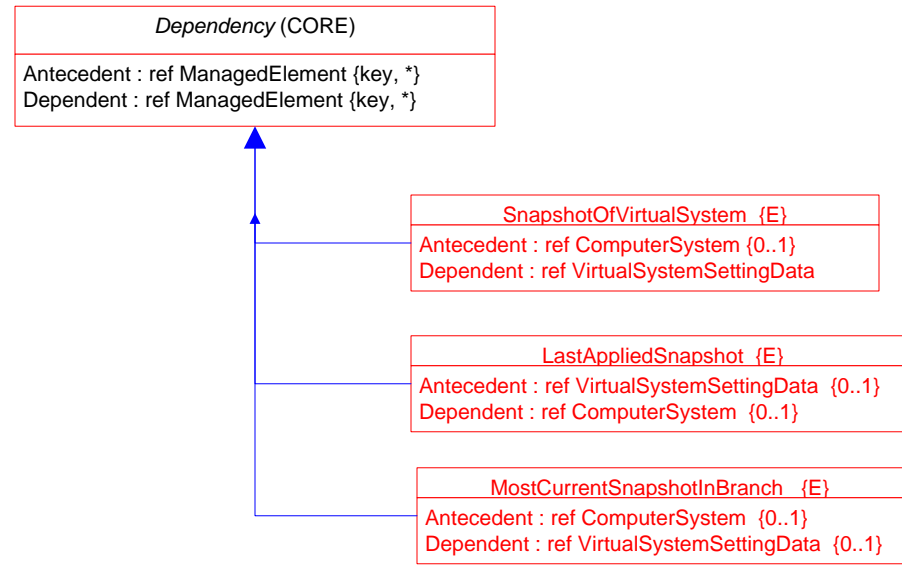 Dependency (CORE)
Antecedent : ref ManagedElement {key, *}
Dependent : ref ManagedElement {key, *}
SnapshotOfVirtualSystem {E}
Antecedent : ref ComputerSystem {0..1}
Dependent : ref VirtualSystemSettingData
LastAppliedSnapshot {E}
Antecedent : ref VirtualSystemSettingData {0..1}
Dependent : ref ComputerSystem {0..1}
MostCurrentSnapshotInBranch {E}
Antecedent : ref ComputerSystem {0..1}
Dependent : ref VirtualSystemSettingData {0..1}